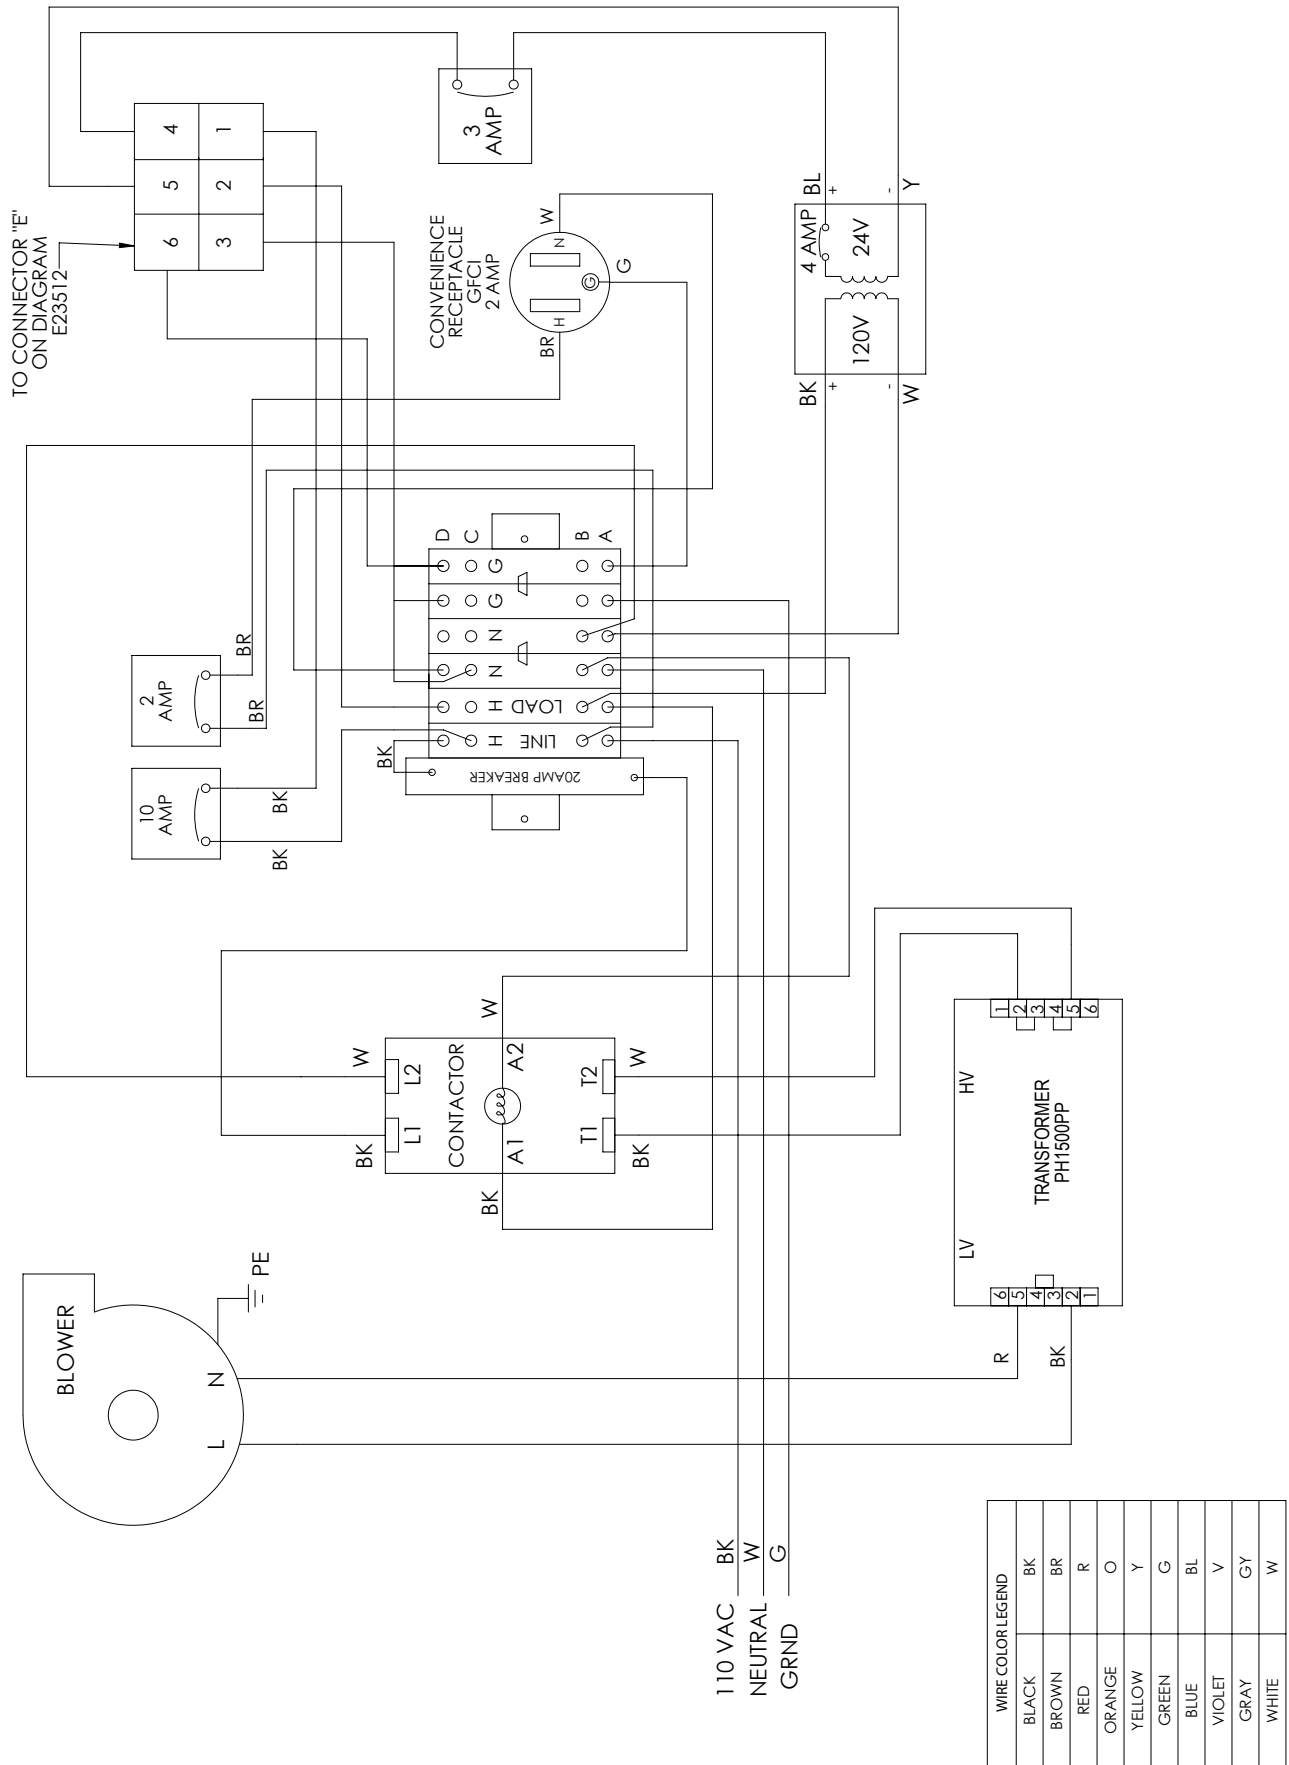 TO CONNECTOR "E"
ON DIAGRAM
E23512
4 1
5 2
6 3
3
AMP
CONVENIENCE
RECEPTACLE
GFCI
2 AMP
W
N
G
G
H
BR
BL
+
-
Y
4 AMP
24V
120V
BK
+
-
W
2
AMP
BR
BR
10
AMP
BK
BK
D C B A
G
G
N
N
H LOAD
H LINE
BK
20AMP BREAKER
W
L2
BK
L1
CONTACTOR
W
A2
A1
BK
T2
W
T1
BK
BLOWER
PE
N
L
HV
1
2
3
4
5
6
TRANSFORMER
PH1500PP
LV
6
5
4
3
2
1
R
BK
110 VAC BK
NEUTRAL W
GRND G
WIRE COLOR LEGEND
BLACK BK
BROWN BR
RED R
ORANGE O
YELLOW Y
GREEN G
BLUE BL
VIOLET V
GRAY GY
WHITE W